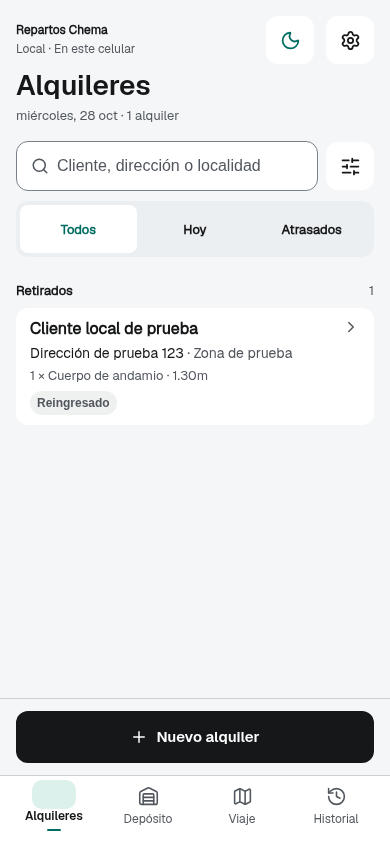 Repartos Chema
Local · En este celular
Alquileres
miércoles, 28 oct · 1 alquiler
Cliente, dirección o localidad
Todos
Hoy
Atrasados
Retirados
1
Cliente local de prueba
Dirección de prueba 123 · Zona de prueba
1 × Cuerpo de andamio · 1.30m
Reingresado
Nuevo alquiler
Alquileres
Depósito
Viaje
Historial